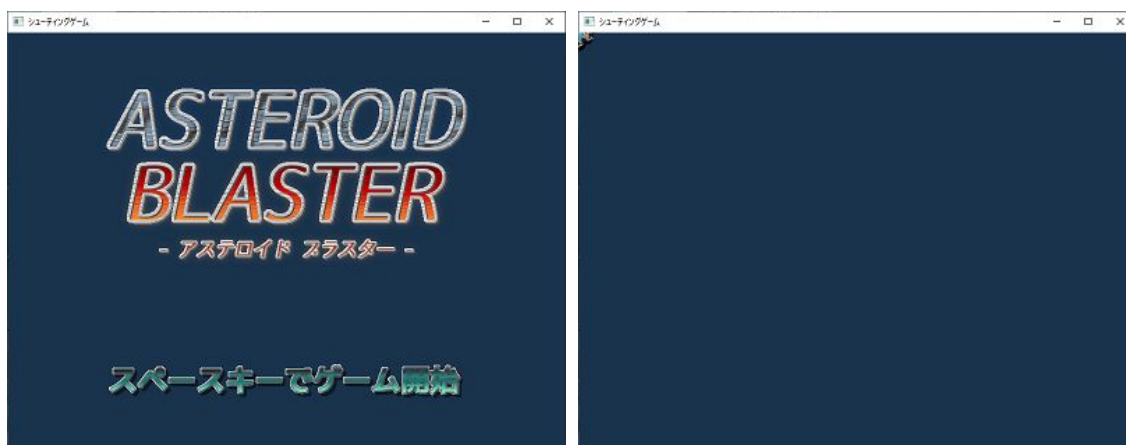 シューティングゲーム
ASTEROID
BLASTER
- アステロイド ブラスター -
スペースキーでゲーム開始
シューティングゲーム